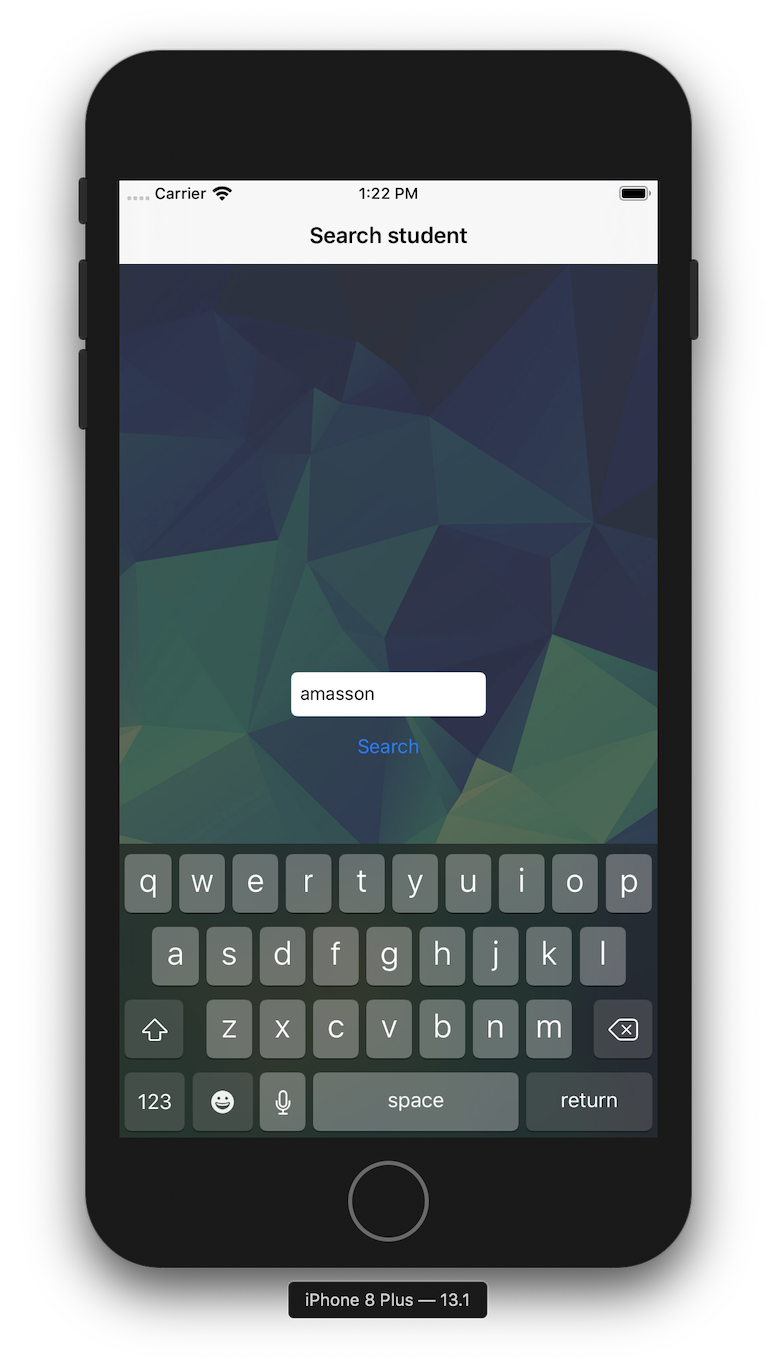 Carrier 1:22 PM
Search student
amasson
Search
q w e r t y u i o p
a s d f g h j k l
z x c v b n m
123 space return
iPhone 8 Plus — 13.1